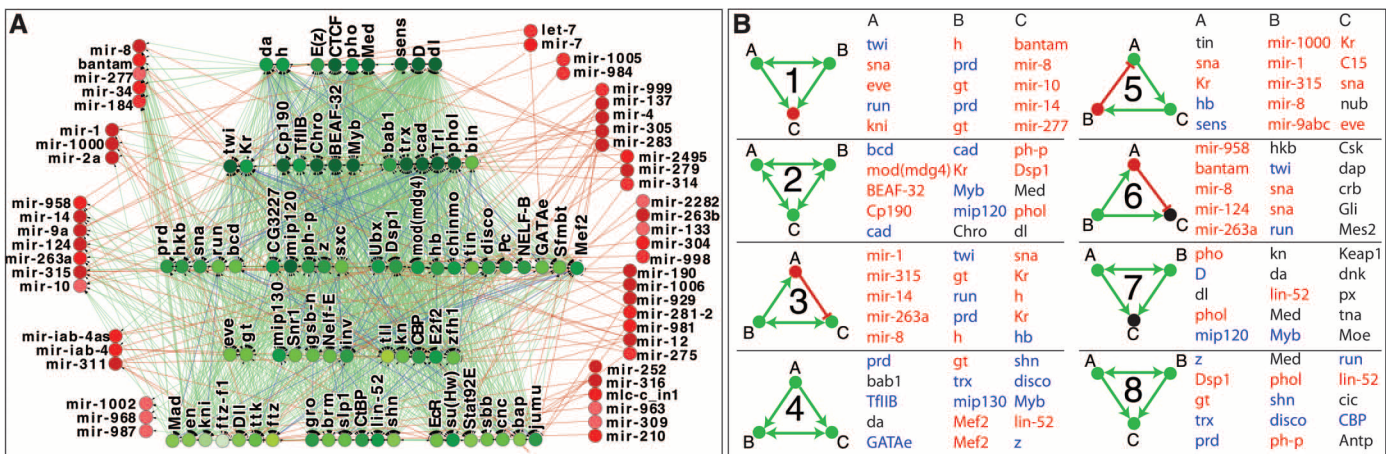 A
mir-8
bantam
mir-277
mir-34
mir-184
mir-1
mir-1000
mir-2a
mir-958
mir-14
mir-9a
mir-124
mir-263a
mir-315
mir-10
mir-iab-4as
mir-iab-4
mir-311
mir-1002
mir-968
mir-987
da
h
E(z)
CTCF
pho
Med
sens
D
dl
twi
Kr
Cp190
TfIIB
Chro
BEAF-32
Myb
bab1
trx
cad
Trl
phol
bin
prd
hkb
sna
run
bcd
CG3227
mip120
ph-p
z
sxc
Ubx
Dsp1
mod(mdg4)
hb
chinmo
tin
disco
Pc
NELF-B
GATAe
Sfmbt
Mef2
eve
gt
mip130
Snr1
gsb-n
Nelf-E
inv
tll
kn
CBP
E2f2
zfh1
Mad
en
kni
ftz-f1
Dll
ttk
ftz
gro
brm
slp1
CtBP
lin-52
shn
EcR
su(Hw)
Stat92E
sbb
cnc
bap
jumu
let-7
mir-7
mir-1005
mir-984
mir-999
mir-137
mir-4
mir-305
mir-283
mir-2495
mir-279
mir-314
mir-2282
mir-263b
mir-133
mir-304
mir-998
mir-190
mir-1006
mir-929
mir-281-2
mir-981
mir-12
mir-275
mir-252
mir-316
mlc-c_in1
mir-963
mir-309
mir-210
B
A B C
A B
1
C
twi h bantam
sna prd mir-8
eve gt mir-10
run prd mir-14
kni gt mir-277
A B
2
C
bcd cad ph-p
mod(mdg4) Kr Dsp1
BEAF-32 Myb Med
Cp190 mip120 phol
cad Chro dl
A
3
B C
mir-1 twi sna
mir-315 gt Kr
mir-14 run h
mir-263a prd Kr
mir-8 h hb
A
4
B C
prd gt shn
bab1 trx disco
TfIIB mip130 Myb
da Mef2 lin-52
GATAe Mef2 z
A B C
A
5
B C
tin mir-1000 Kr
sna mir-1 C15
Kr mir-315 sna
hb mir-8 nub
sens mir-9abc eve
A
6
B C
mir-958 hkb Csk
bantam twi dap
mir-8 sna crb
mir-124 sna Gli
mir-263a run Mes2
A B
7
C
pho kn Keap1
D da dnk
dl lin-52 px
phol Med tna
mip120 Myb Moe
A B
8
C
z Med run
Dsp1 phol lin-52
gt shn cic
trx disco CBP
prd ph-p Antp